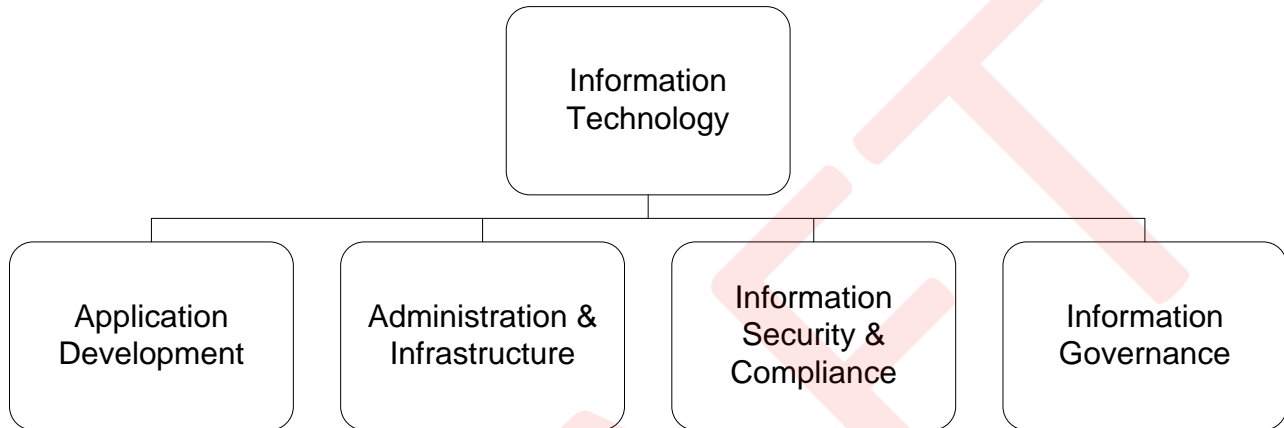 Information
Technology
Application
Development
Administration &
Infrastructure
Information
Security &
Compliance
Information
Governance